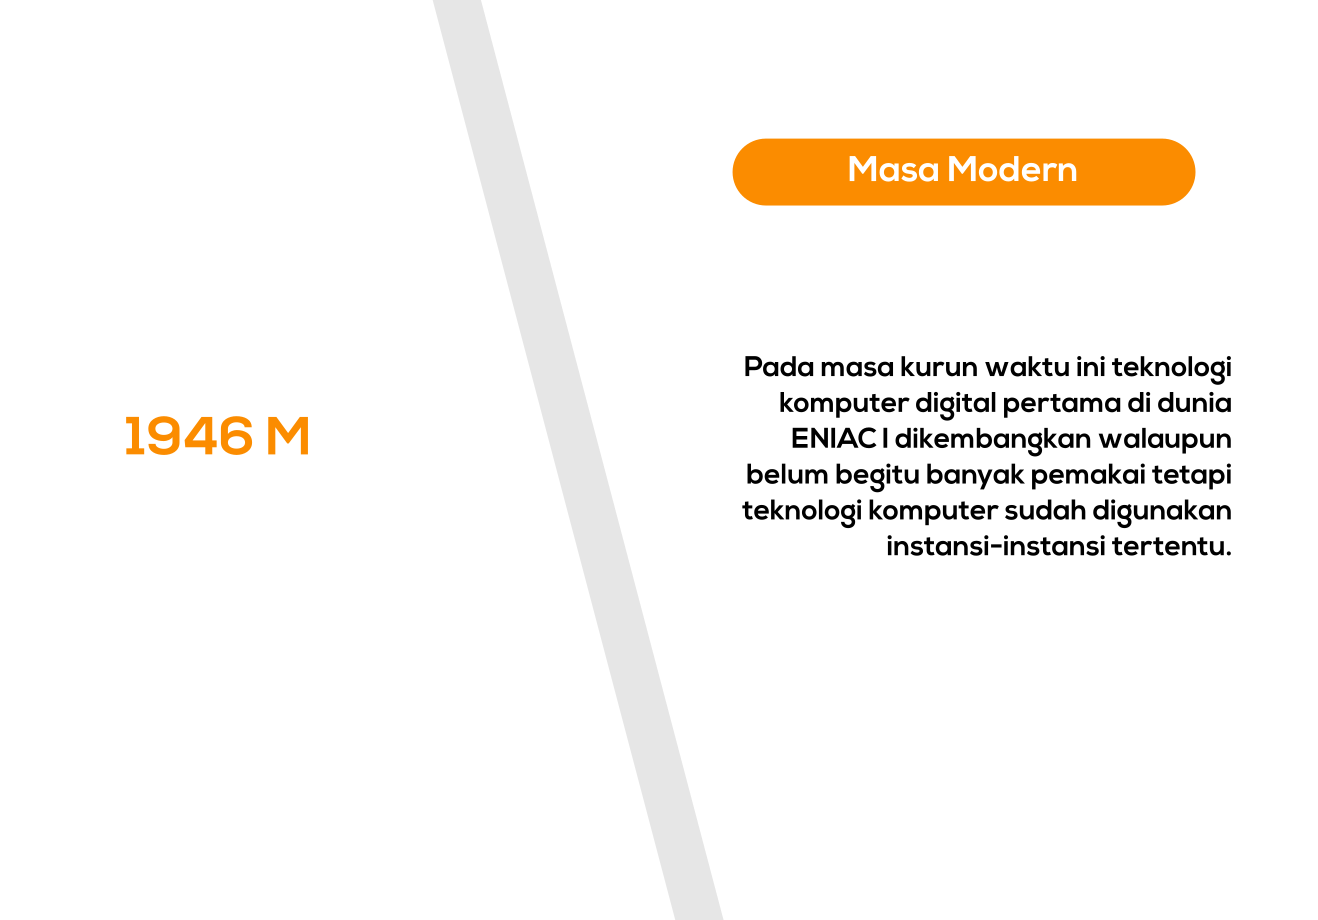 Masa Modern
1946 M
Pada masa kurun waktu ini teknologi
komputer digital pertama di dunia
ENIAC I dikembangkan walaupun
belum begitu banyak pemakai tetapi
teknologi komputer sudah digunakan
instansi-instansi tertentu.